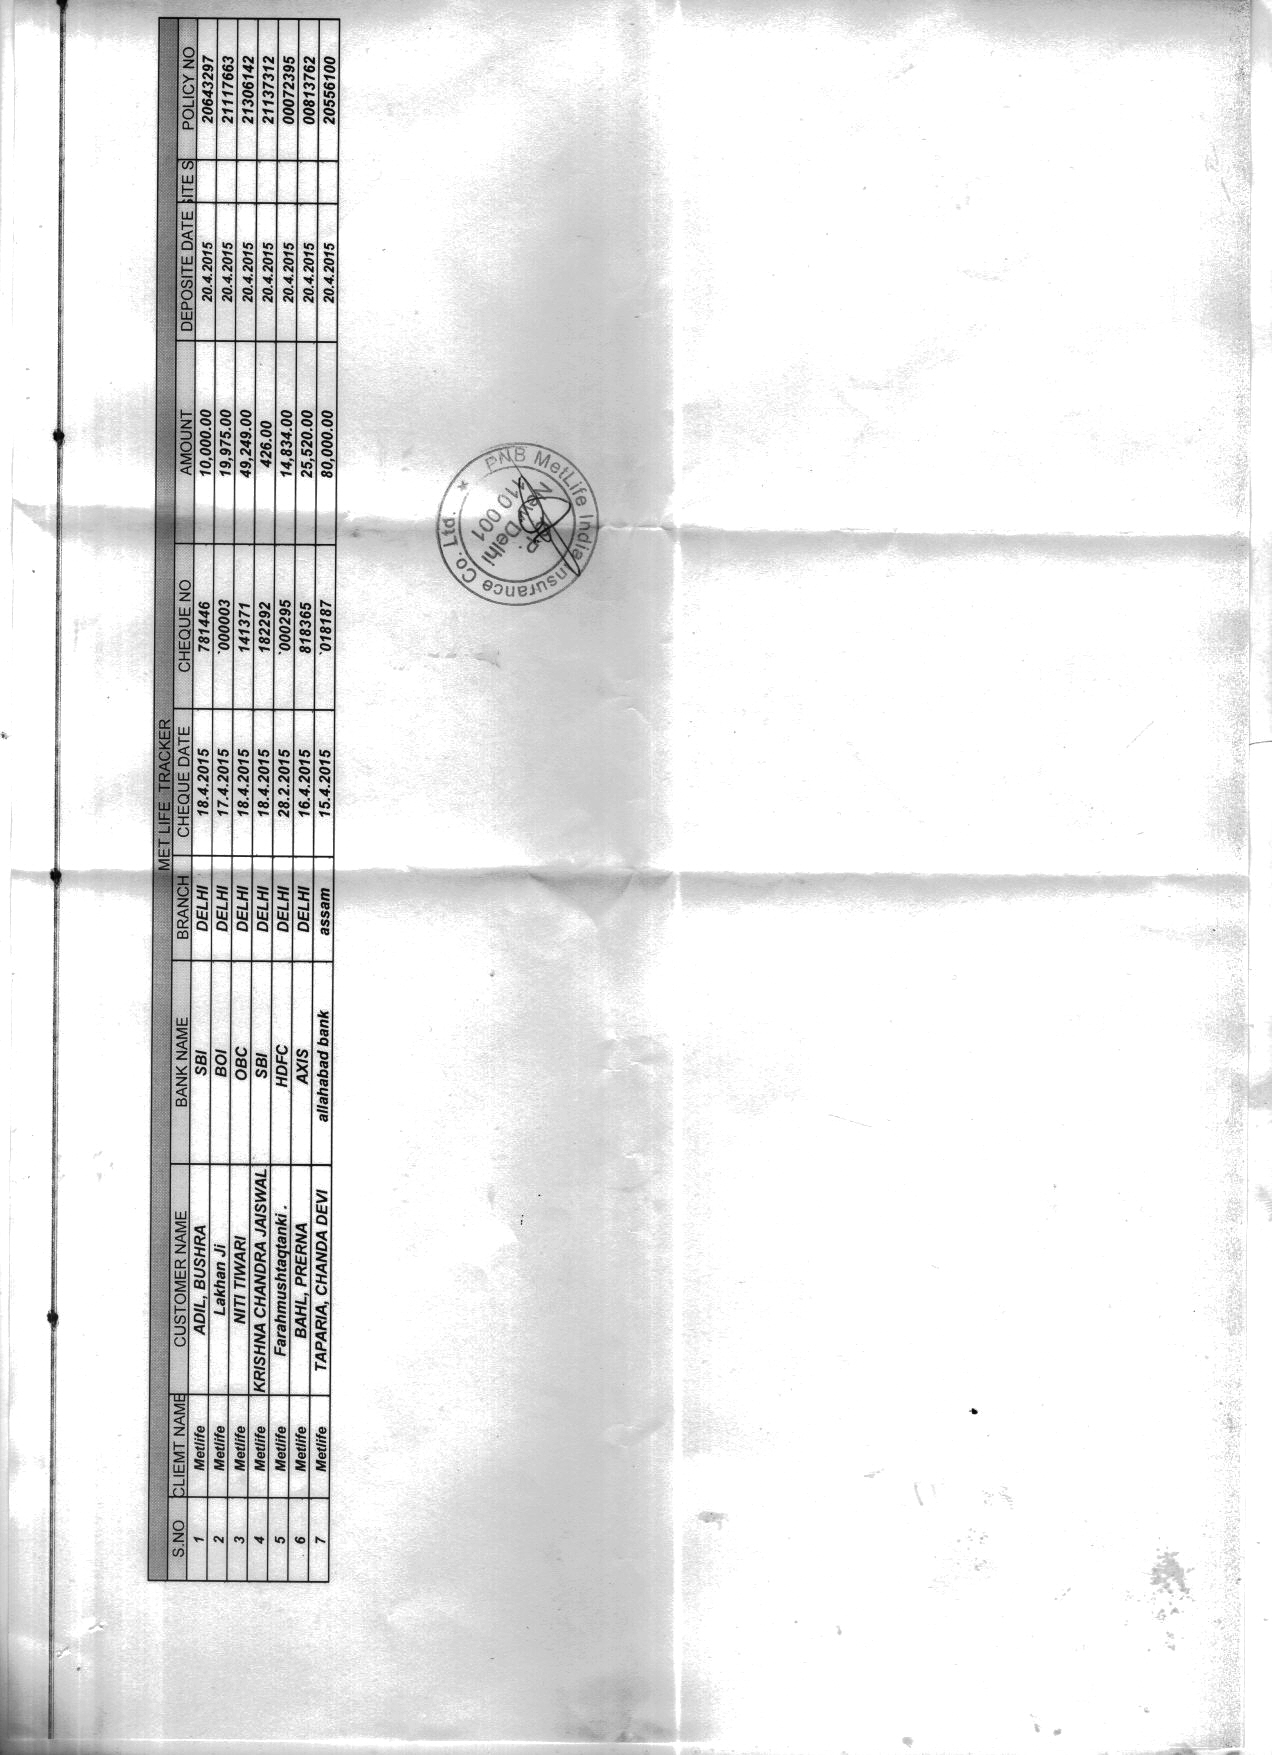 MET LIFE TRACKER
S.NO CLIEMT NAME CUSTOMER NAME BANK NAME BRANCH CHEQUE DATE CHEQUE NO AMOUNT DEPOSITE DATE SITE S POLICY NO
1 Metlife ADIL, BUSHRA SBI DELHI 18.4.2015 781446 10,000.00 20.4.2015 20643297
2 Metlife Lakhan Ji BOI DELHI 17.4.2015 `000003 19,975.00 20.4.2015 21117663
3 Metlife NITI TIWARI OBC DELHI 18.4.2015 141371 49,249.00 20.4.2015 21306142
4 Metlife KRISHNA CHANDRA JAISWAL SBI DELHI 18.4.2015 182292 426.00 20.4.2015 21137312
5 Metlife Farahmushtaqtanki . HDFC DELHI 28.2.2015 `000295 14,834.00 20.4.2015 00072395
6 Metlife BAHL, PRERNA AXIS DELHI 16.4.2015 818365 25,520.00 20.4.2015 00813762
7 Metlife TAPARIA, CHANDA DEVI allahabad bank assam 15.4.2015 `018187 80,000.00 20.4.2015 20556100
PNB MetLife India Insurance Co. Ltd. *
New Delhi
110 001